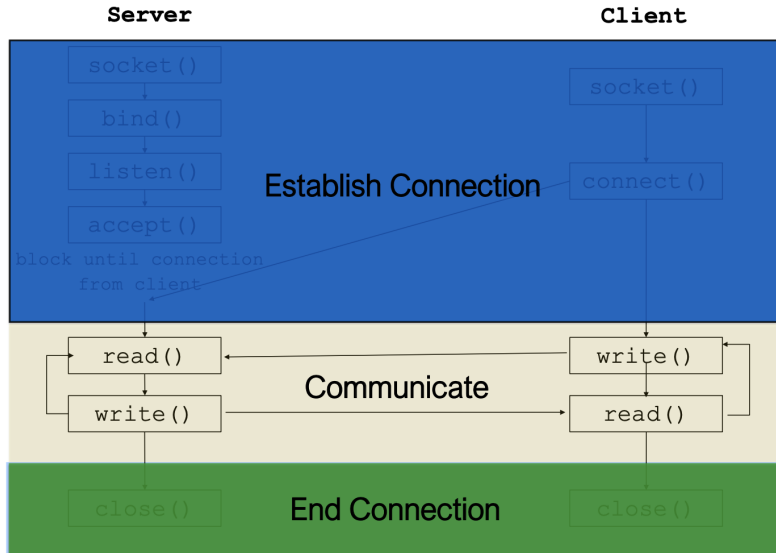 Server
Client
socket()
socket()
bind()
listen()
Establish Connection
connect()
accept()
block until connection
from client
read()
write()
Communicate
write()
read()
close()
End Connection
close()